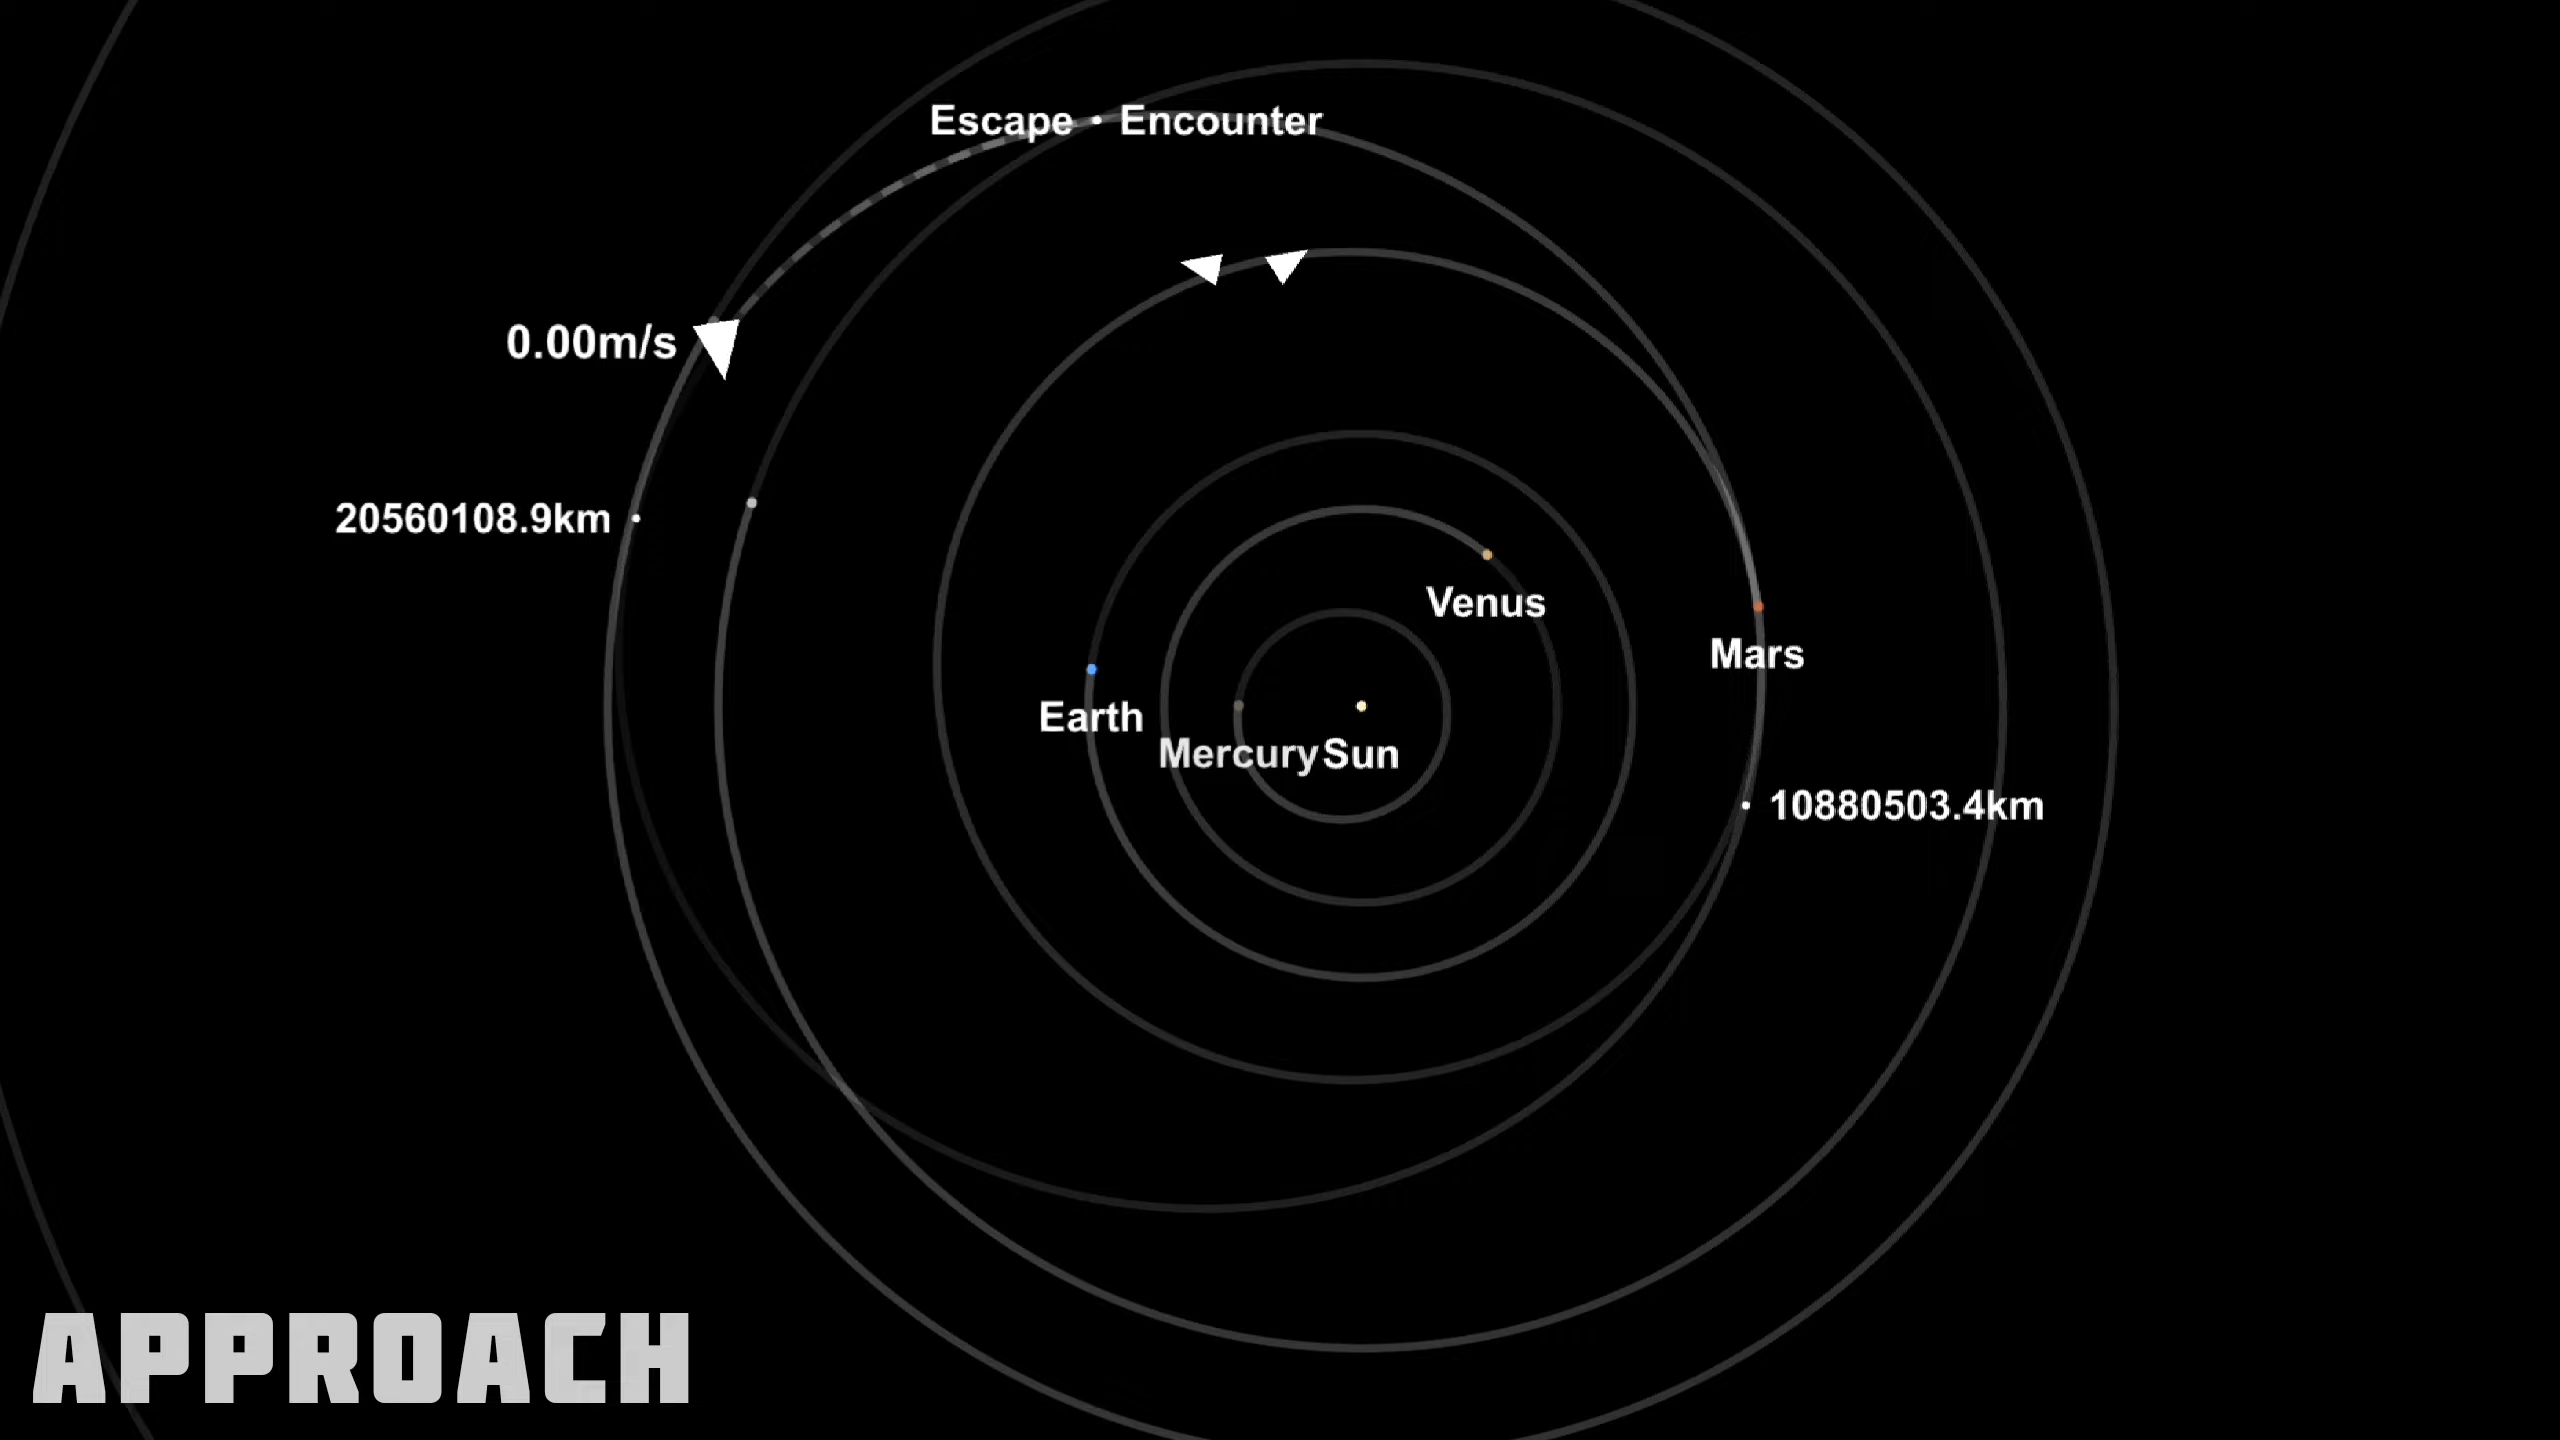 Escape • Encounter
0.00m/s
20560108.9km
Venus
Mars
Earth
Mercury
Sun
10880503.4km
APPROACH